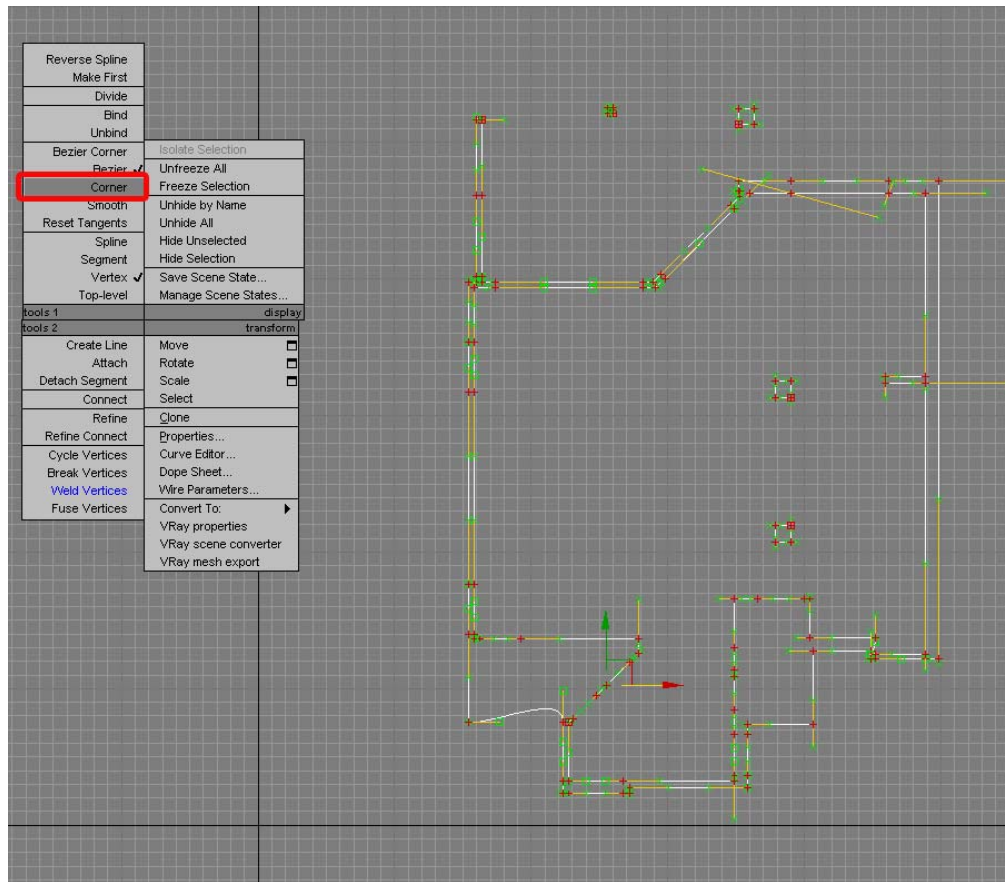 Reverse Spline
Make First
Divide
Bind
Unbind
Bezier Corner
Bezier
Corner
Smooth
Reset Tangents
Spline
Segment
Vertex
Top-level
tools 1
Isolate Selection
Unfreeze All
Freeze Selection
Unhide by Name
Unhide All
Hide Unselected
Hide Selection
Save Scene State...
Manage Scene States...
display
tools 2
Create Line
Attach
Detach Segment
Connect
Refine
Refine Connect
Cycle Vertices
Break Vertices
Weld Vertices
Fuse Vertices
transform
Move
Rotate
Scale
Select
Clone
Properties...
Curve Editor...
Dope Sheet...
Wire Parameters...
Convert To:
VRay properties
VRay scene converter
VRay mesh export